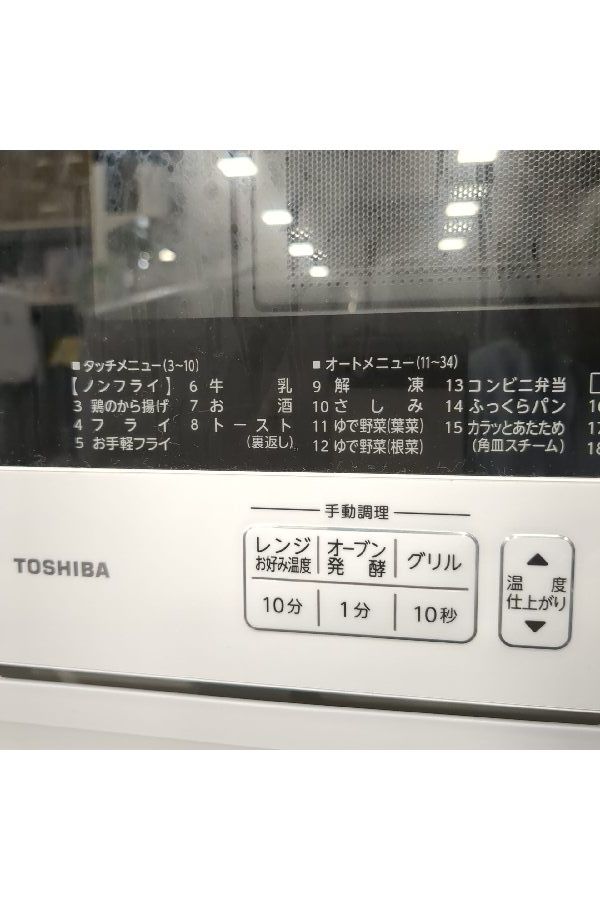 ■ タッチメニュー(3~10)
【ノンフライ】
3 鶏のから揚げ
4 フライ
5 お手軽フライ
6 牛乳
7 お酒
8 トースト
(裏返し)
■ オートメニュー(11~34)
9 解凍
10 さしみ
11 ゆで野菜(葉菜)
12 ゆで野菜(根菜)
13 コンビニ弁当
14 ふっくらパン
15 カラッとあたため
(角皿スチーム)
16
17
18
手動調理
レンジ
お好み温度
オーブン
発酵
グリル
10分
1分
10秒
▲
温度
仕上がり
▼
TOSHIBA